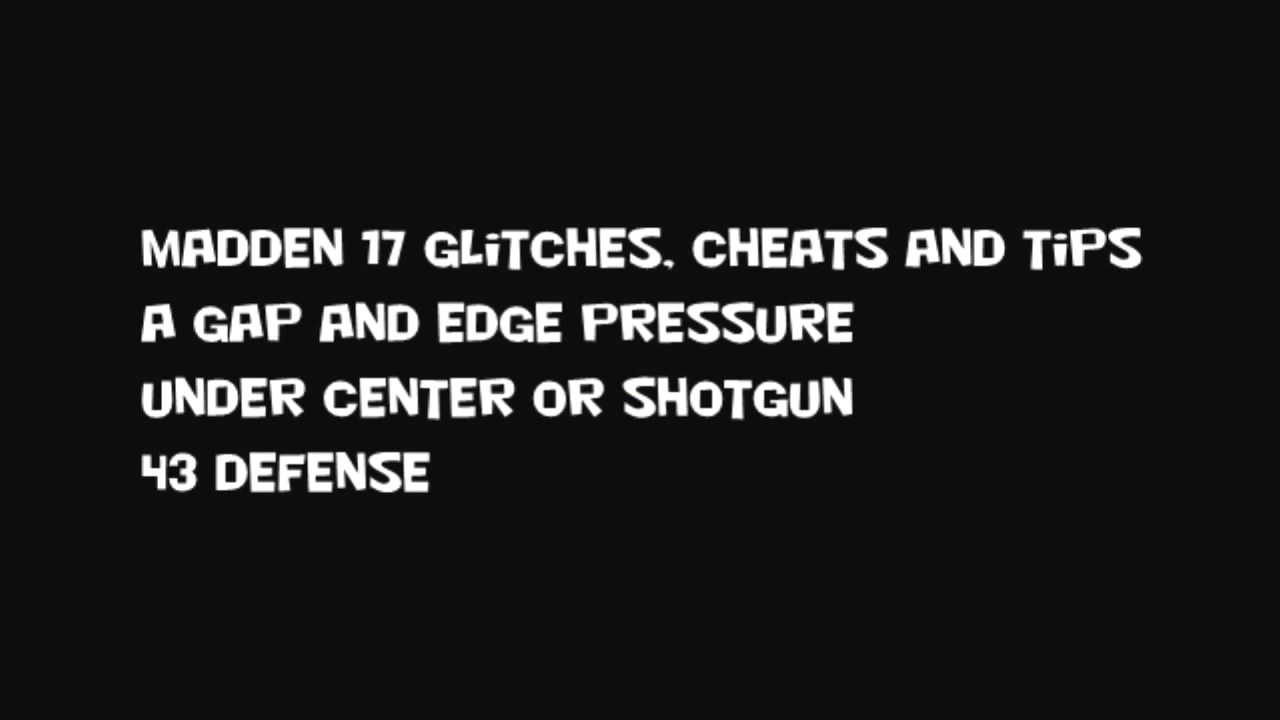 MADDEN 17 GLiTCHES, CHEATS AND TiPS
A GAP AND EDGE PRESSURE
UNDER CENTER OR SHOTGUN
43 DEFENSE